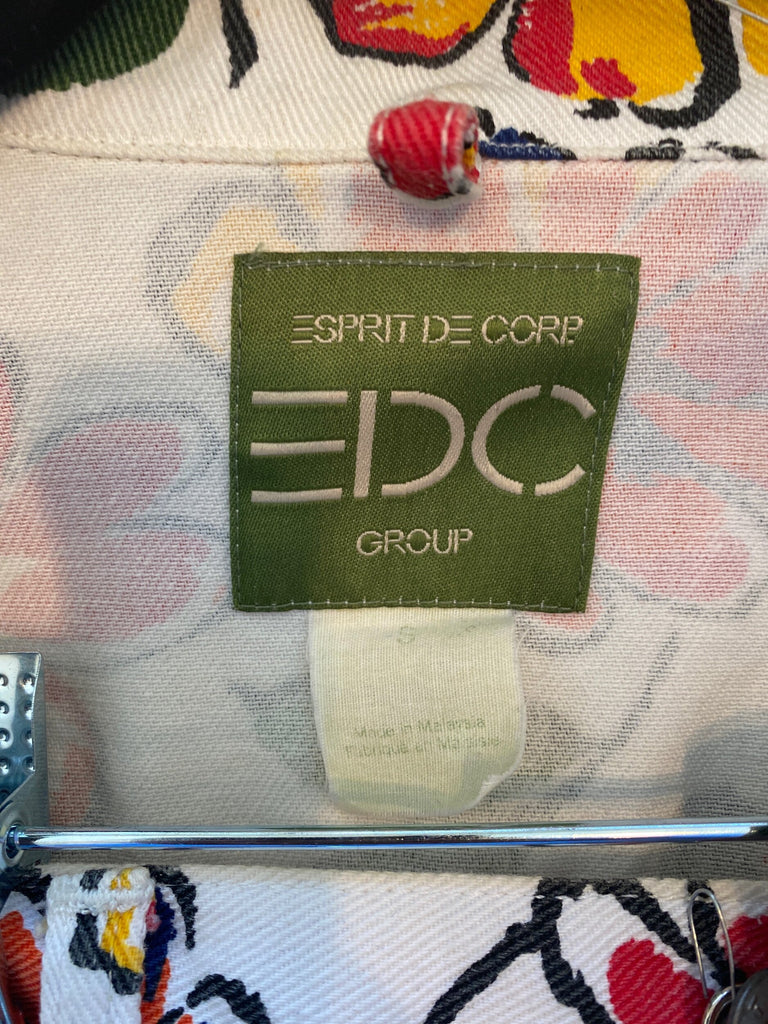 ESPRIT DE CORP.
EDC
GROUP
S
Made in Malaysia
Fabriqué en Malaisie